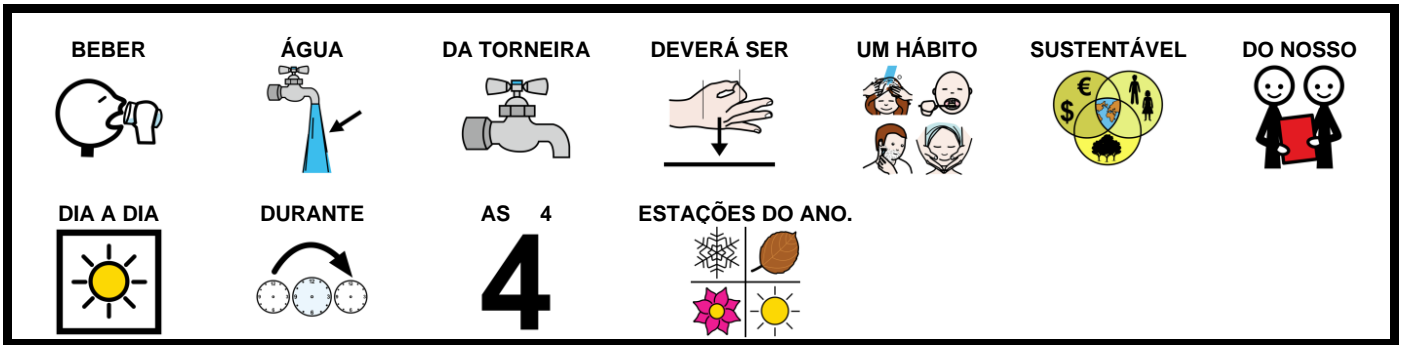 BEBER ÁGUA DA TORNEIRA DEVERÁ SER UM HÁBITO SUSTENTÁVEL DO NOSSO
€ $
DIA A DIA DURANTE AS 4 ESTAÇÕES DO ANO.
4